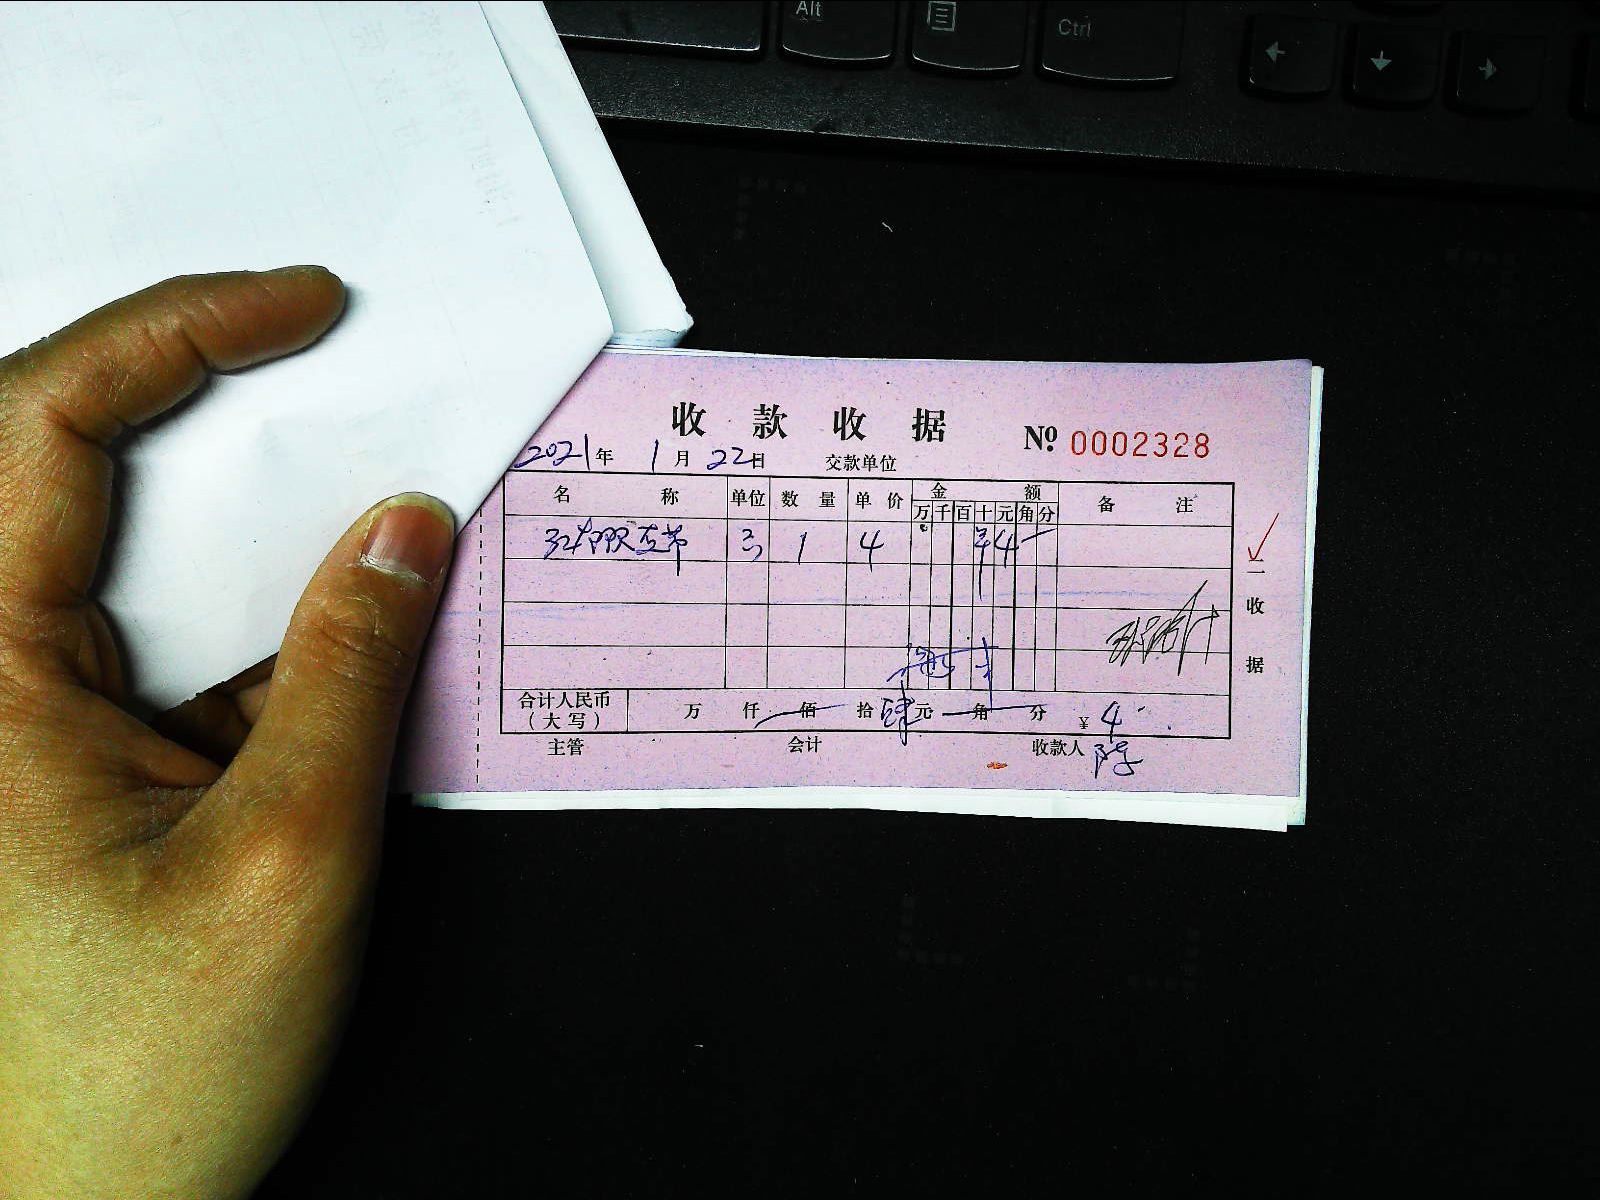 Alt
Ctrl
收款收据 № 0002328
2021年 1月 22日 交款单位
名称 单位 数量 单价 金额 备注
万 千 百 十 元 角 分
1 4 ¥ 4
二收据
合计人民币（大写） 万 仟 佰 拾 肆元 角 分 ¥ 4
主管 会计 收款人 陈